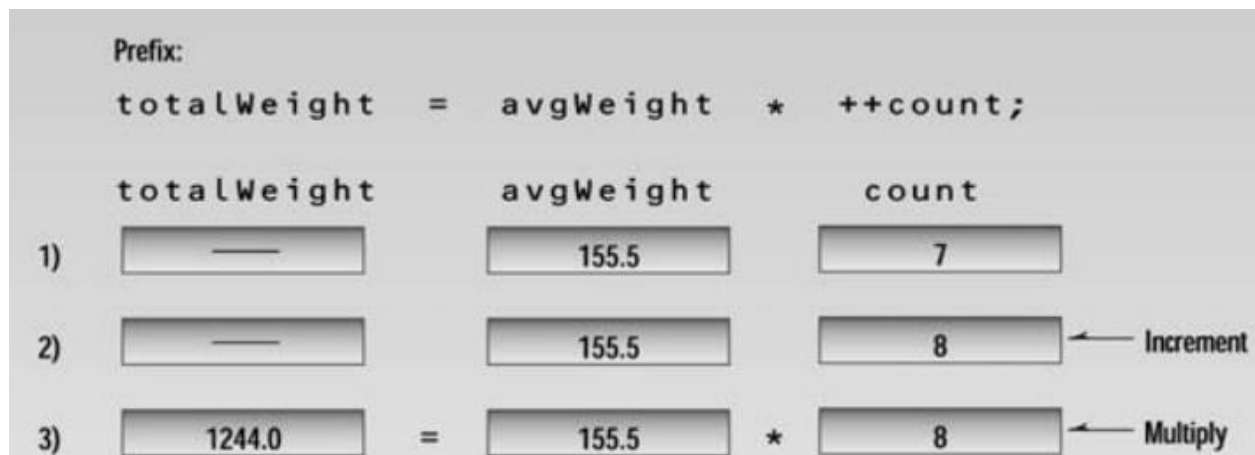 Prefix:
totalWeight = avgWeight * ++count;
totalWeight avgWeight count
1) —— 155.5 7
2) —— 155.5 8 Increment
3) 1244.0 = 155.5 * 8 Multiply